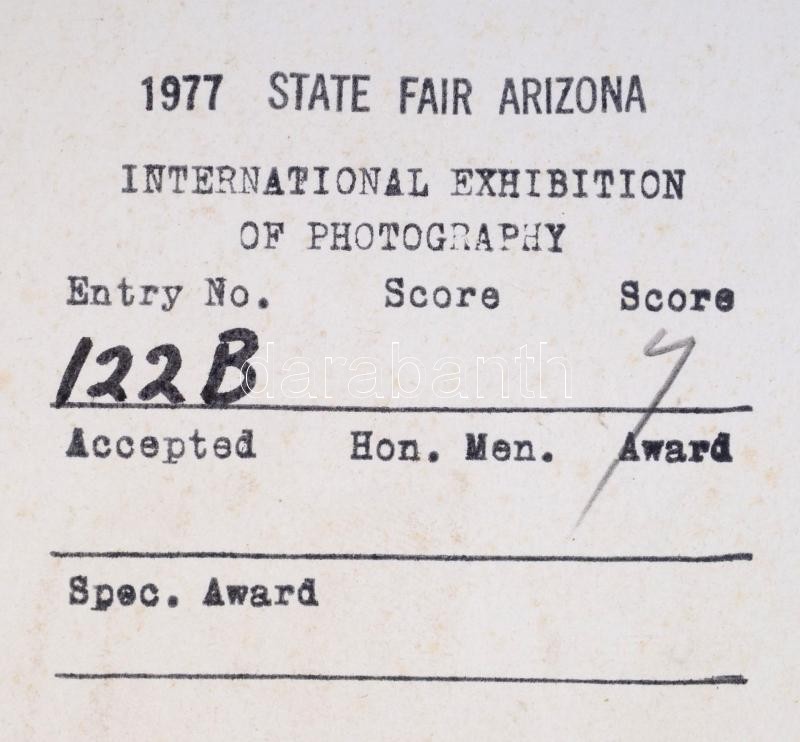 1977 STATE FAIR ARIZONA
INTERNATIONAL EXHIBITION
OF PHOTOGRAPHY
Entry No. Score Score
122B 7
darabanth
Accepted Hon. Men. Award
Spec. Award